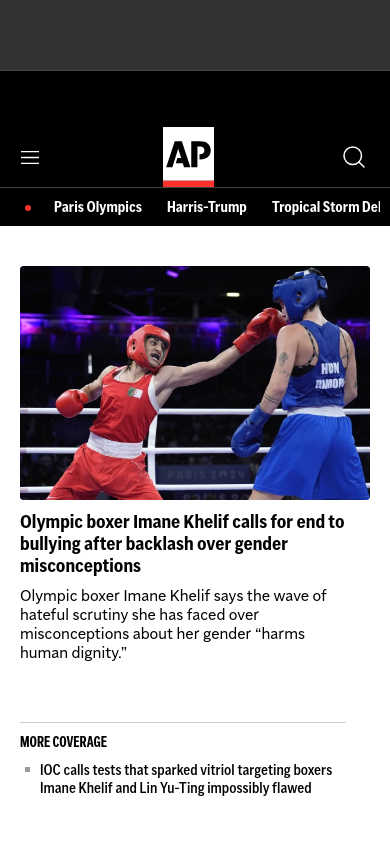 AP
Paris Olympics Harris-Trump Tropical Storm
HUN
HAMORI
PARIS 2024
Olympic boxer Imane Khelif calls for end to
bullying after backlash over gender
misconceptions
Olympic boxer Imane Khelif says the wave of
hateful scrutiny she has faced over
misconceptions about her gender “harms
human dignity.”
MORE COVERAGE
IOC calls tests that sparked vitriol targeting boxers
Imane Khelif and Lin Yu-Ting impossibly flawed